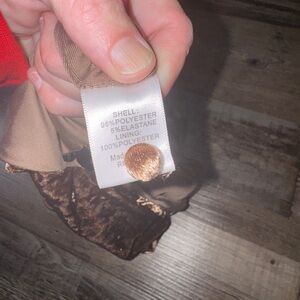 SHELL:
95%POLYESTER
5%ELASTANE
LINING:
100%POLYESTER
Made